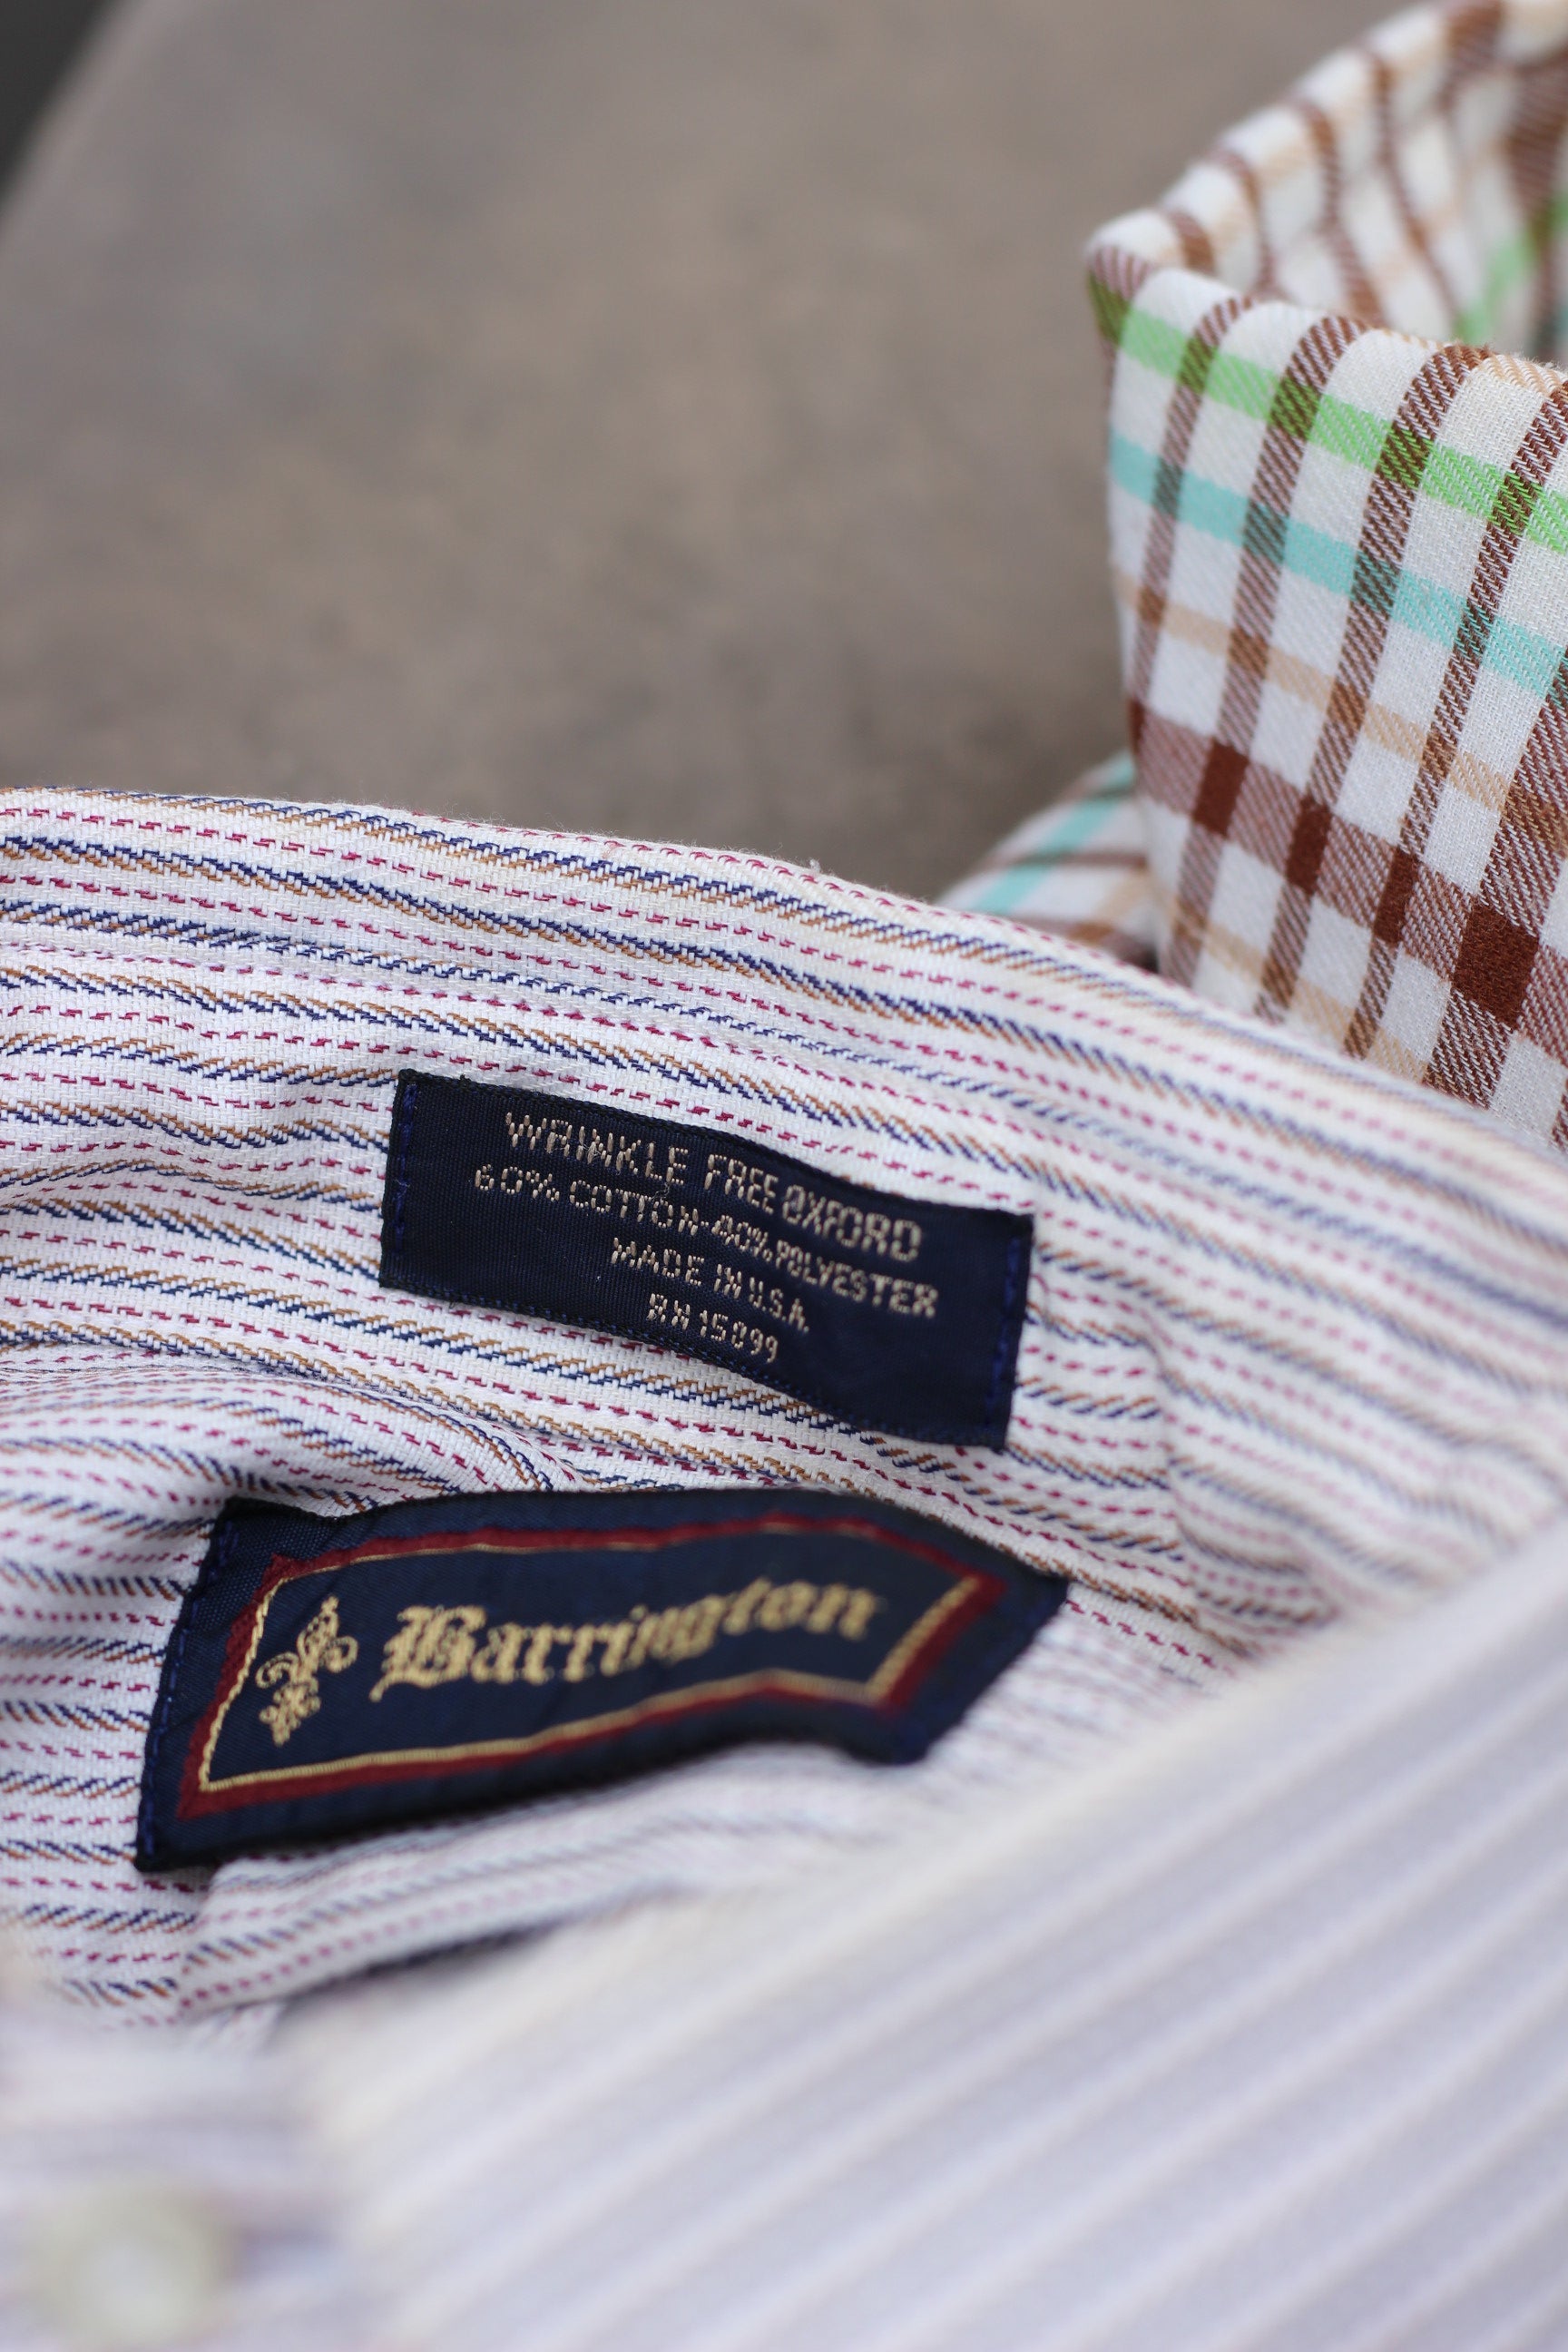 WRINKLE FREE OXFORD
60% COTTON-40% POLYESTER
MADE IN U.S.A.
RN 15099
Barrington